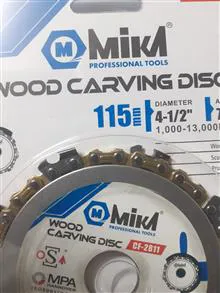 MiKA
PROFESSIONAL TOOLS
WOOD CARVING DISC
115mm
DIAMETER
4-1/2"
1,000-13,000
MiKA
PROFESSIONAL TOOLS
WOOD
CARVING DISC
CF-2811
S
MPA
HANNOVER